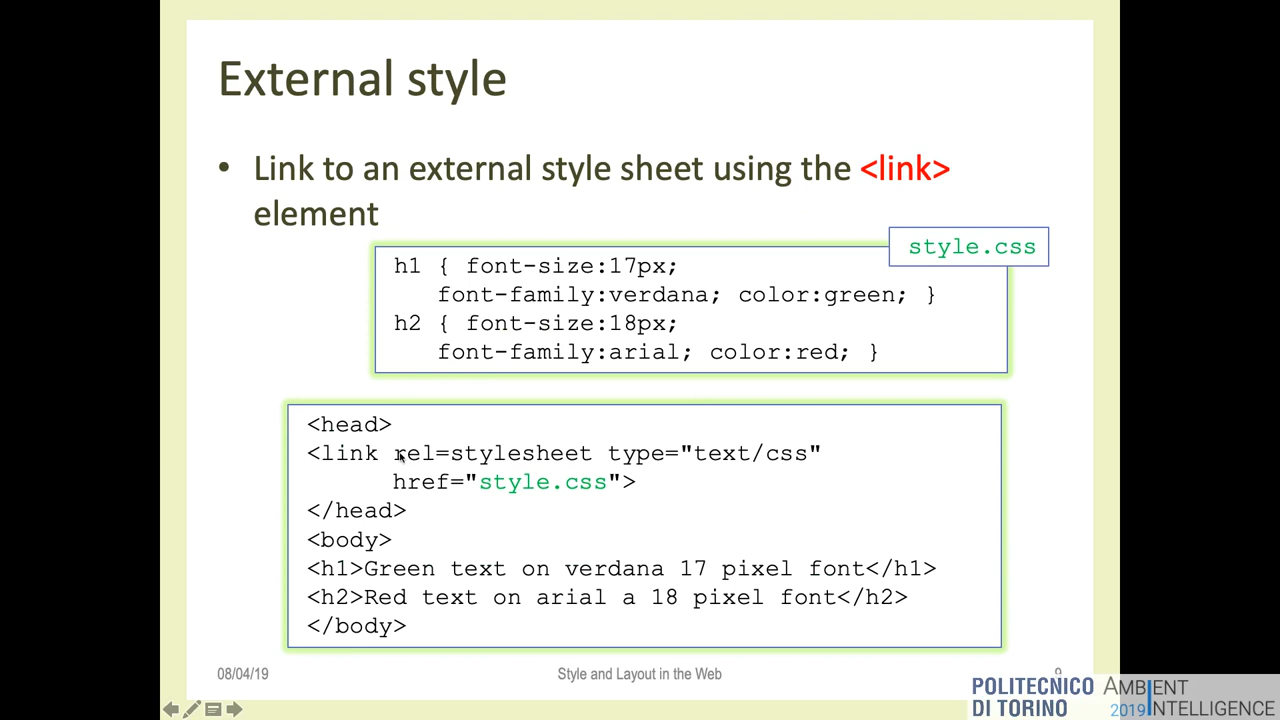 External style
• Link to an external style sheet using the <link>
element
style.css
h1 { font-size:17px;
font-family:verdana; color:green; }
h2 { font-size:18px;
font-family:arial; color:red; }
<head>
<link rel=stylesheet type="text/css"
href="style.css">
</head>
<body>
<h1>Green text on verdana 17 pixel font</h1>
<h2>Red text on arial a 18 pixel font</h2>
</body>
08/04/19 Style and Layout in the Web 9
POLITECNICO
DI TORINO
AMBIENT
2019 INTELLIGENCE